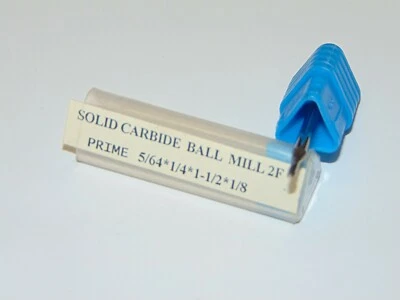 SOLID CARBIDE BALL MILL 2F
PRIME 5/64*1/4*1-1/2*1/8